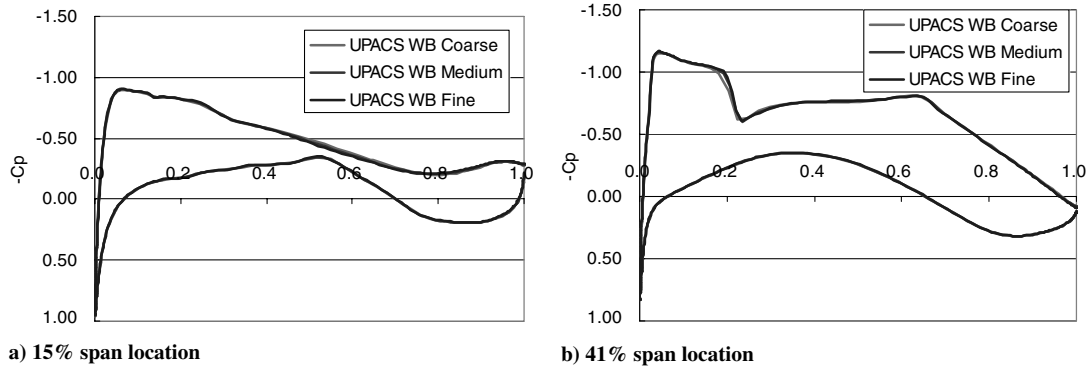 -1.50
-1.00
-0.50
0.00
0.50
1.00
-Cp
0.0 0.2 0.4 0.6 0.8 1.0
UPACS WB Coarse
UPACS WB Medium
UPACS WB Fine
a) 15% span location
-1.50
-1.00
-0.50
0.00
0.50
1.00
-Cp
0.0 0.2 0.4 0.6 0.8 1.0
UPACS WB Coarse
UPACS WB Medium
UPACS WB Fine
b) 41% span location